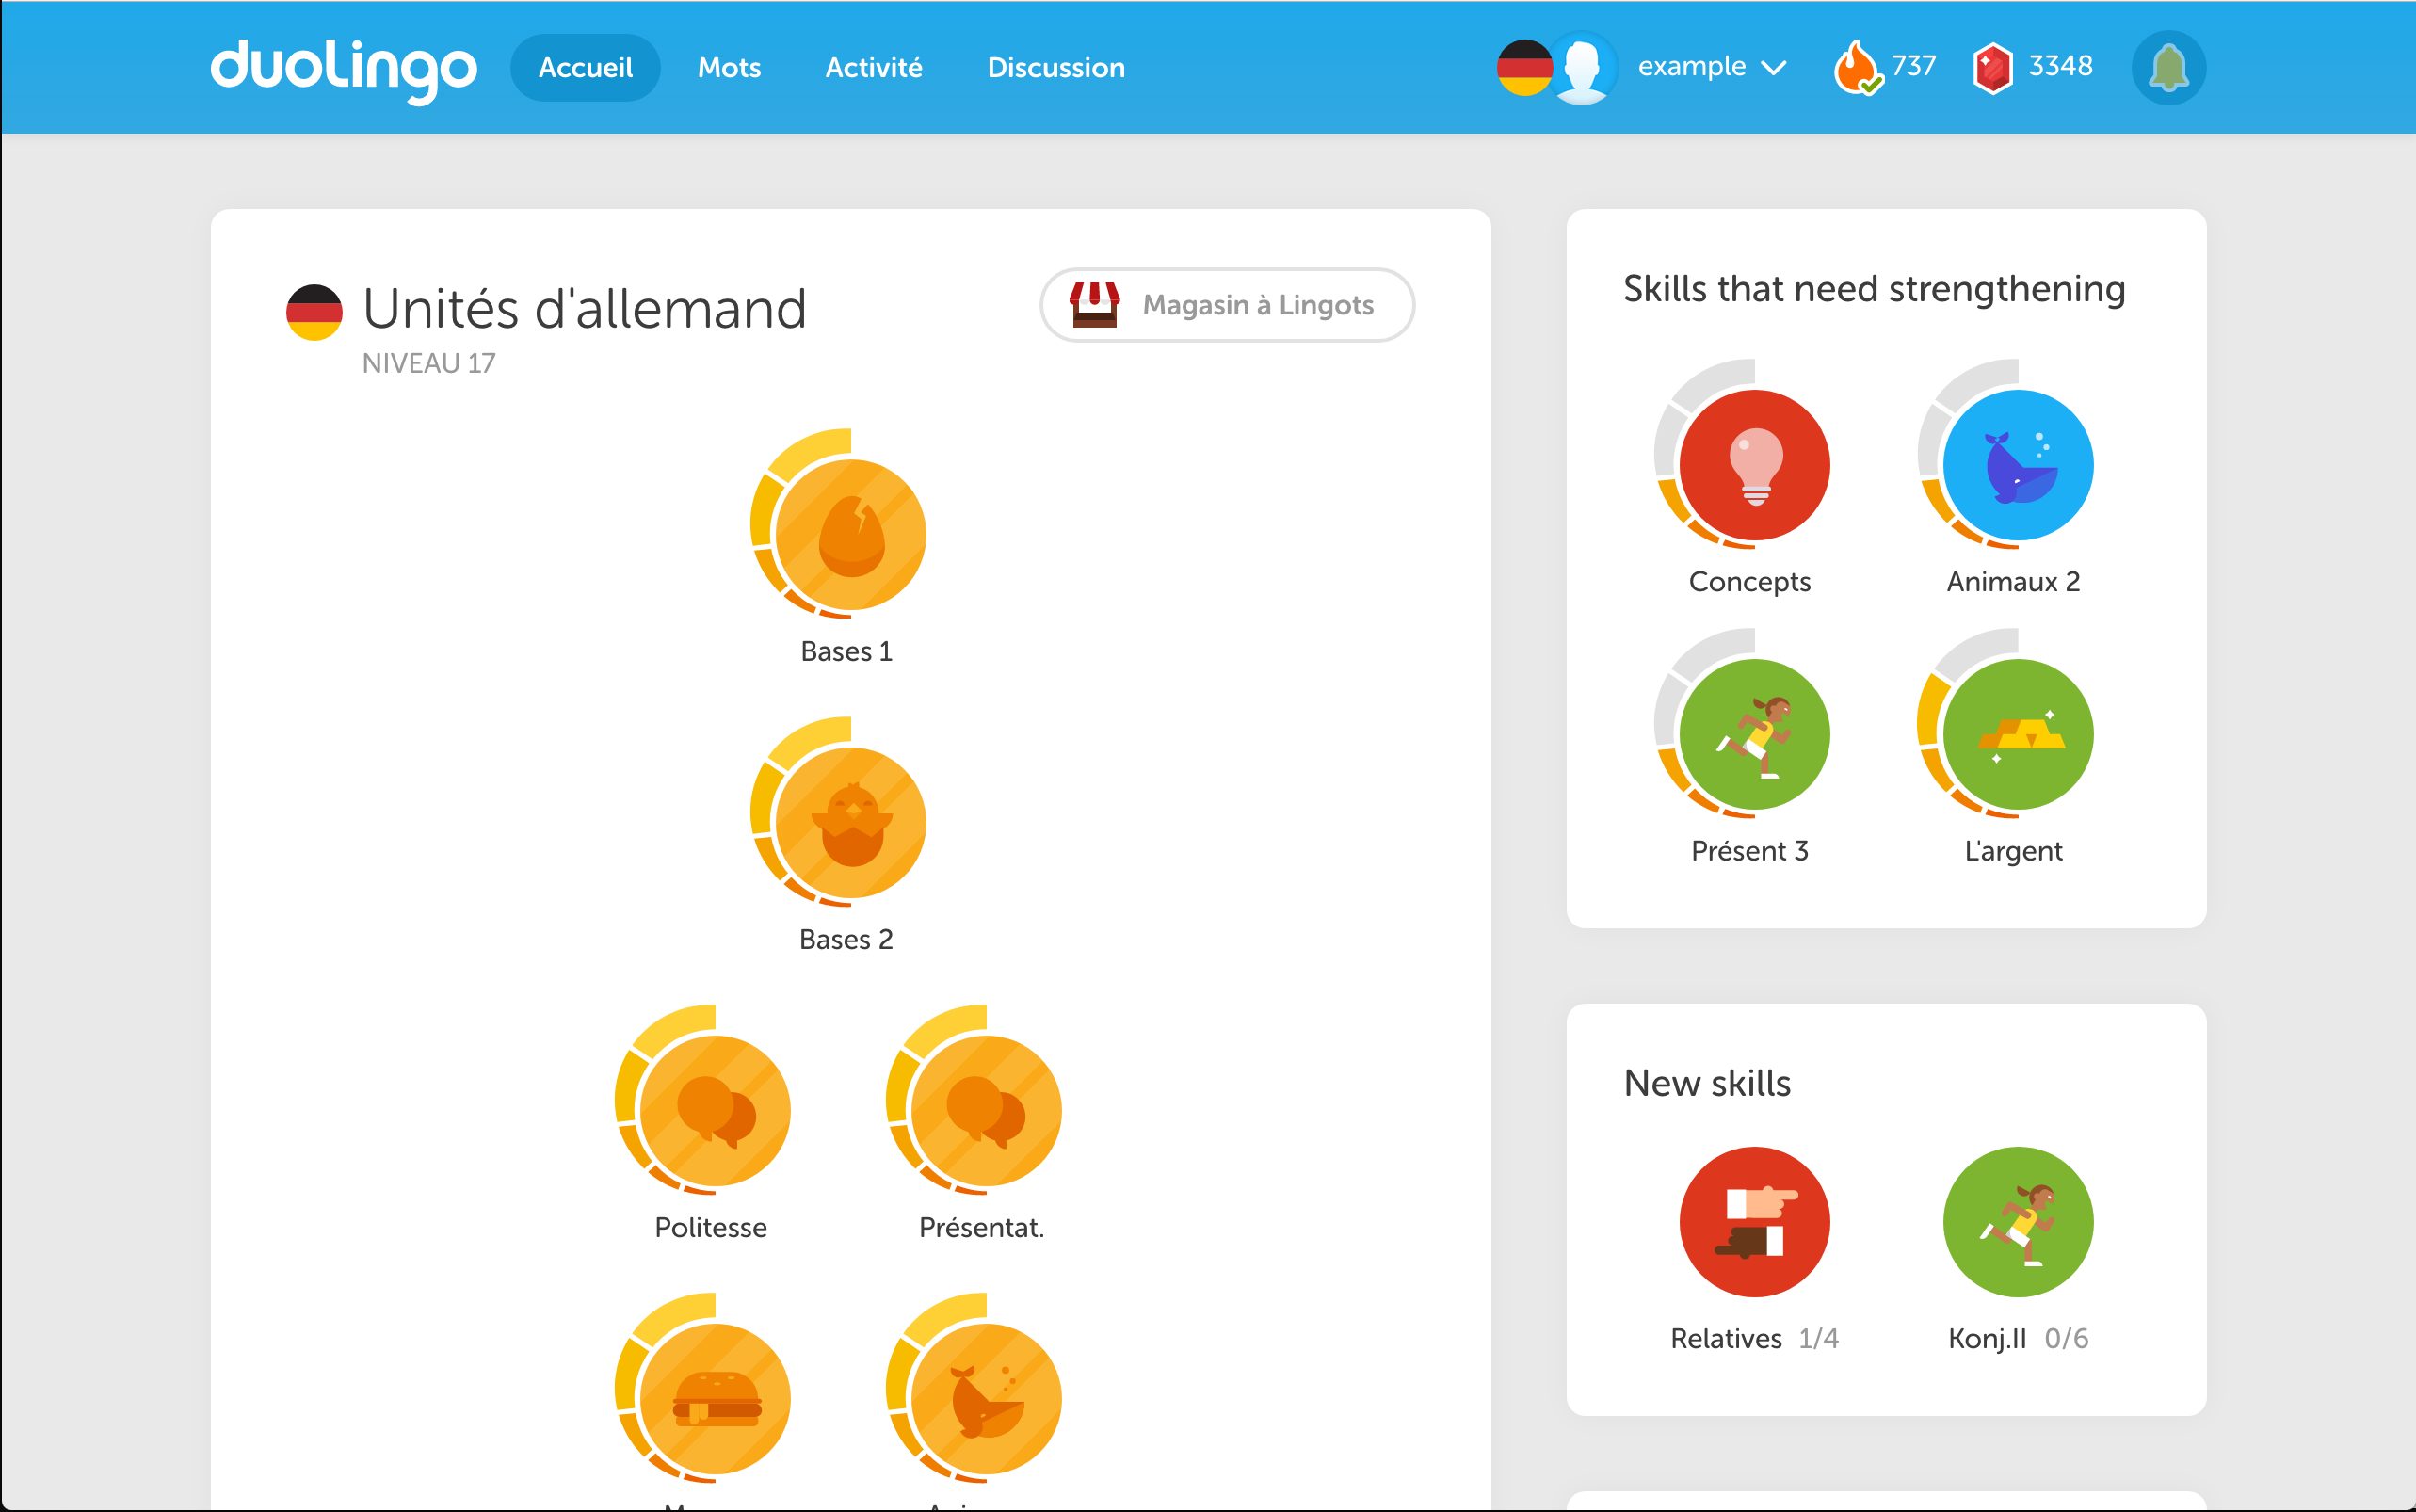 duolingo Accueil Mots Activité Discussion example 737 3348
Unités d'allemand
NIVEAU 17
Magasin à Lingots
Bases 1
Bases 2
Politesse Présentat.
Skills that need strengthening
Concepts Animaux 2
Présent 3 L'argent
New skills
Relatives 1/4 Konj.II 0/6